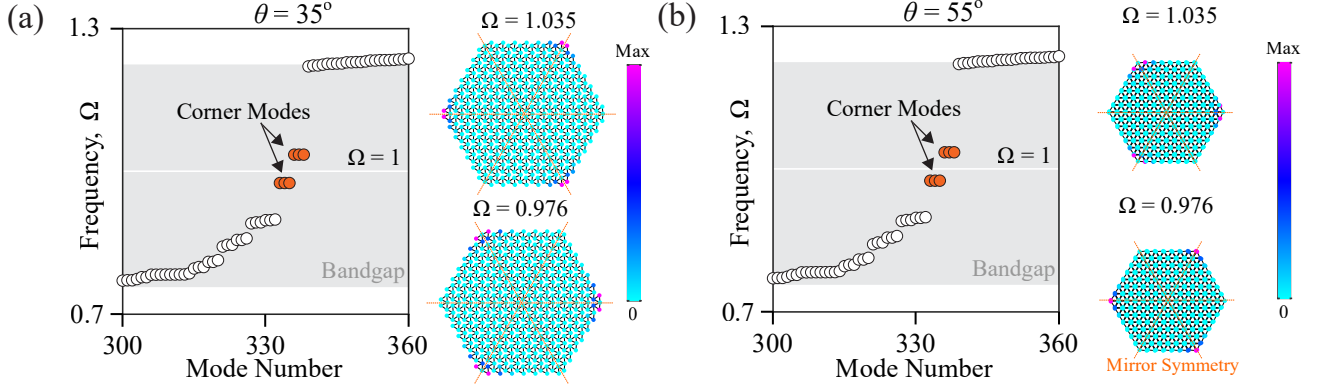 (a)
θ = 35°
1.3
0.7
Frequency, Ω
Corner Modes
Ω = 1
Bandgap
300
330
360
Mode Number
Ω = 1.035
Ω = 0.976
Max
0
(b)
θ = 55°
1.3
0.7
Frequency, Ω
Corner Modes
Ω = 1
Bandgap
300
330
360
Mode Number
Ω = 1.035
Ω = 0.976
Mirror Symmetry
Max
0